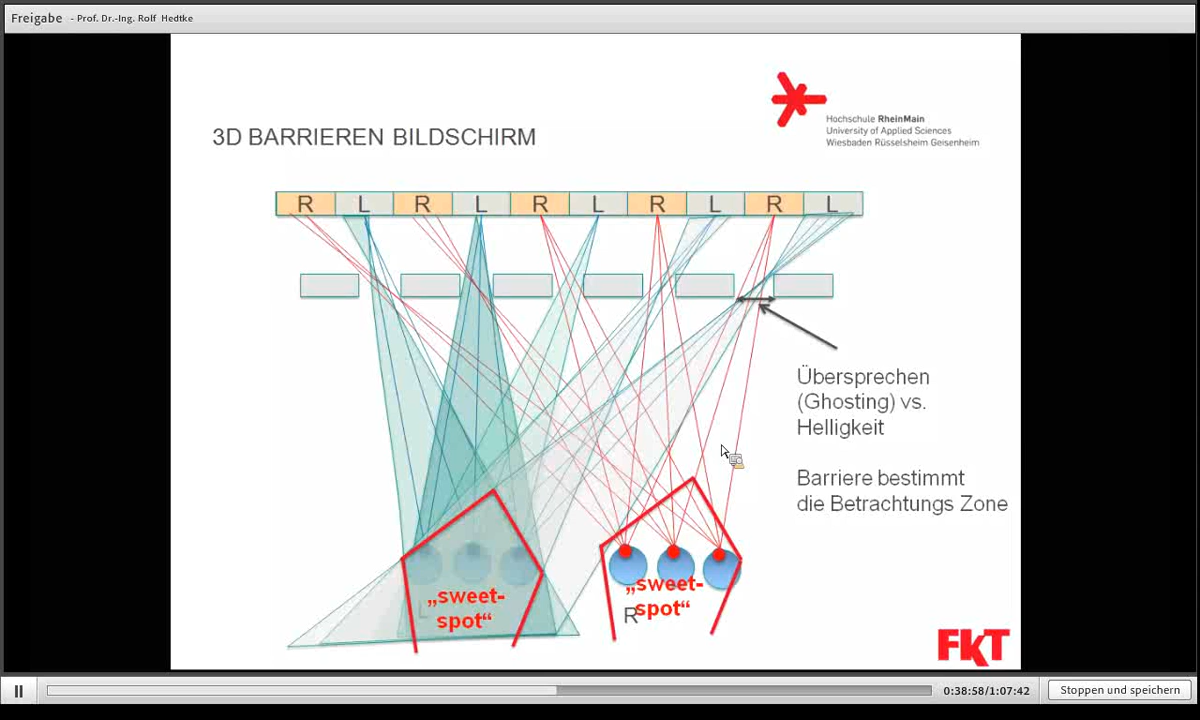 Freigabe - Prof. Dr.-Ing. Rolf Hedtke
Hochschule RheinMain
University of Applied Sciences
Wiesbaden Rüsselsheim Geisenheim
3D BARRIEREN BILDSCHIRM
R L R L R L R L R L
Übersprechen
(Ghosting) vs.
Helligkeit
Barriere bestimmt
die Betrachtungs Zone
„sweet-
spot“
L
„sweet-
spot“
R
FKT
0:38:58/1:07:42
Stoppen und speichern